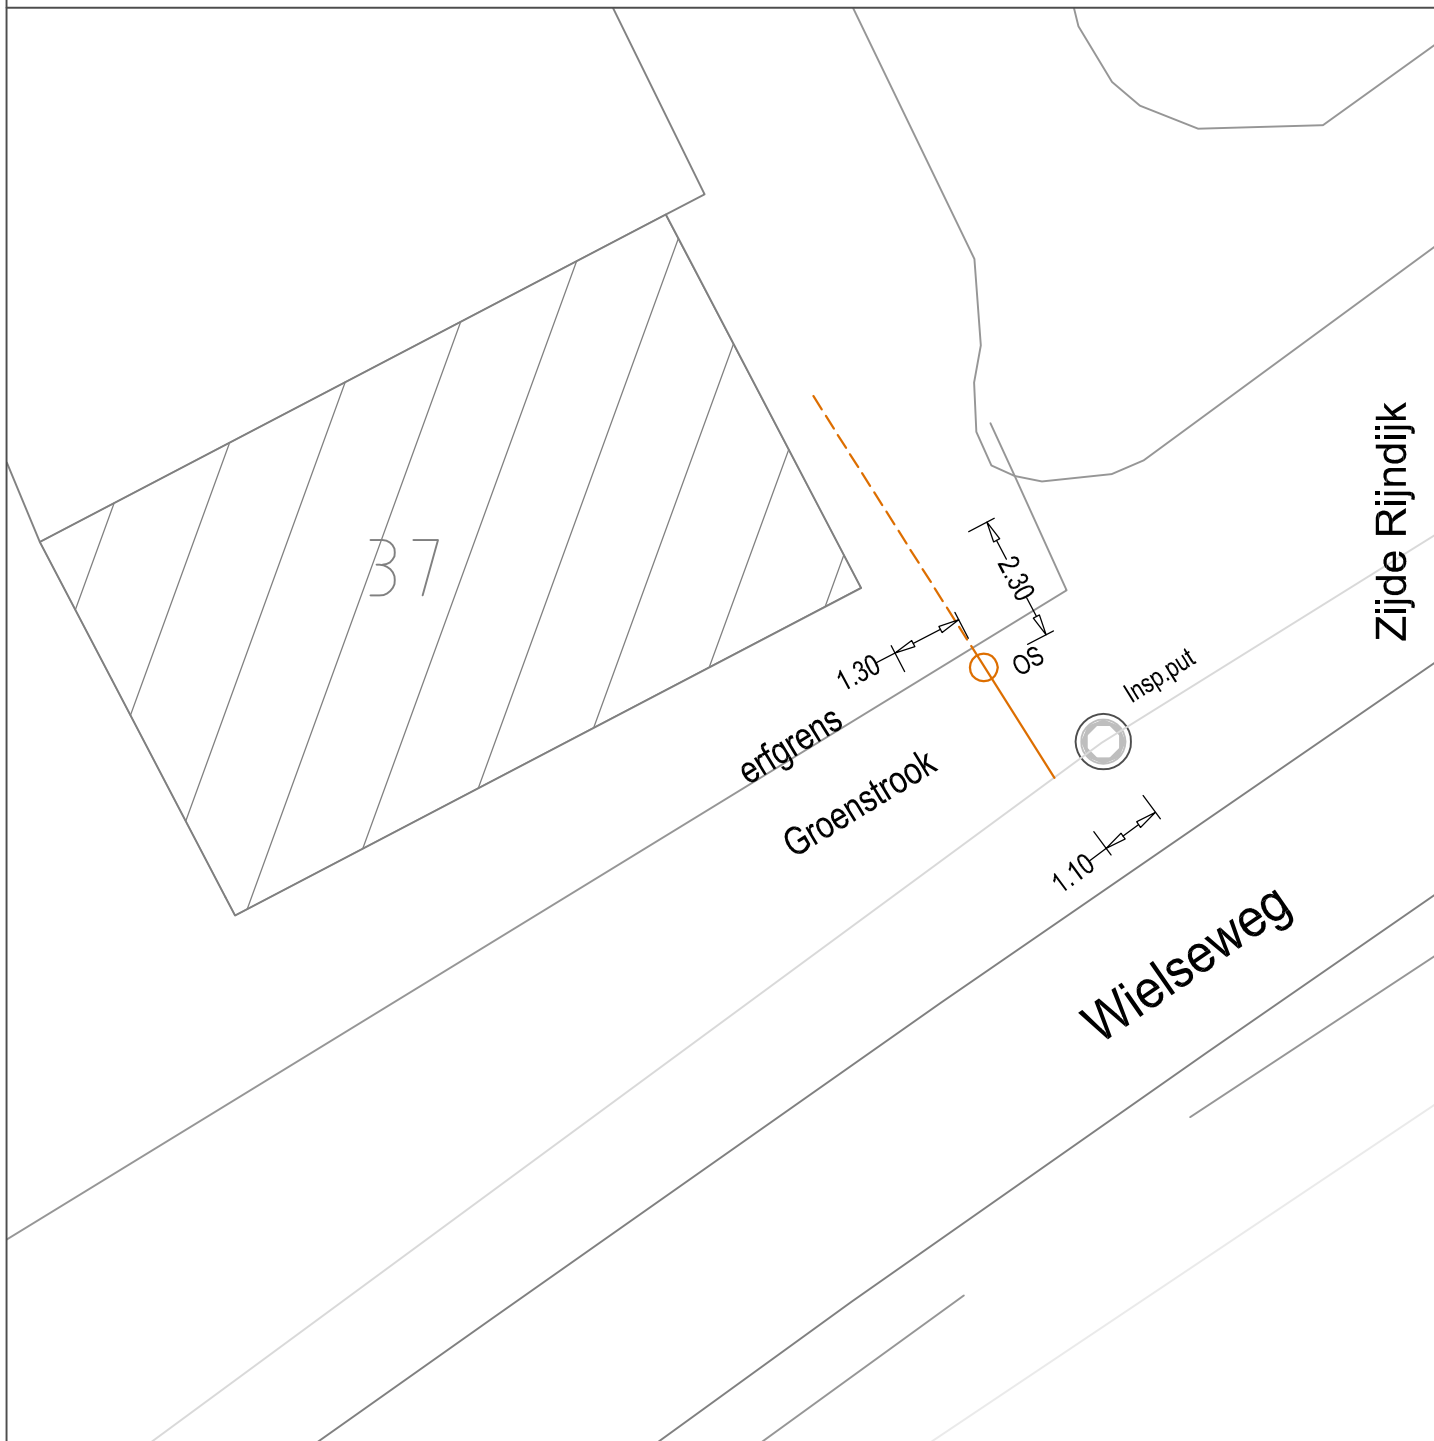 Zijde Rijndijk
37
2.30
1.30
OS
Insp.put
erfgrens
Groenstrook
1.10
Wielseweg